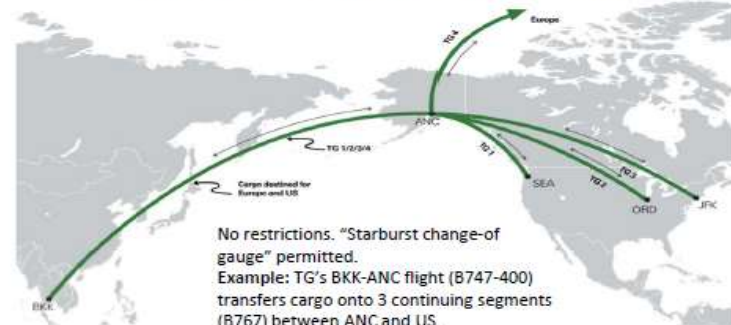 Europe
TG 4
ANC
TG 1/2/3/4
TG 1
TG 3
TG 2
SEA
ORD
JFK
Cargo destined for
Europe and US
BKK
No restrictions. “Starburst change-of
gauge” permitted.
Example: TG’s BKK-ANC flight (B747-400)
transfers cargo onto 3 continuing segments
(B767) between ANC and US